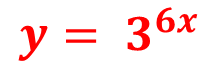 y = 3^{6x}